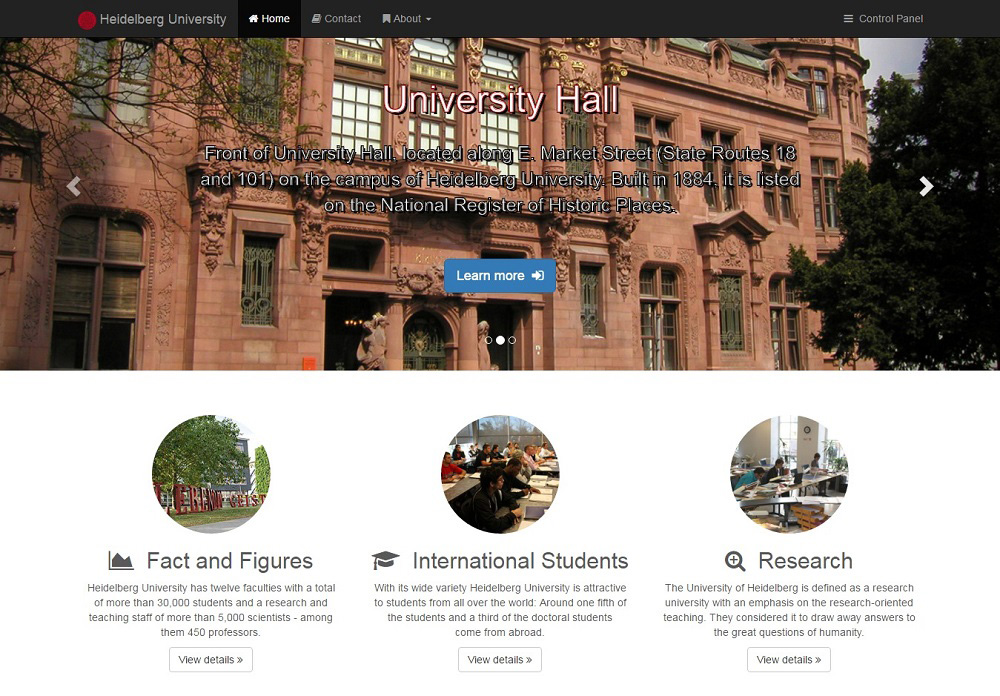 Heidelberg University
Home
Contact
About
Control Panel
University Hall
Front of University Hall, located along E. Market Street (State Routes 18
and 101) on the campus of Heidelberg University. Built in 1884, it is listed
on the National Register of Historic Places.
Learn more
Fact and Figures
Heidelberg University has twelve faculties with a total
of more than 30,000 students and a research and
teaching staff of more than 5,000 scientists - among
them 450 professors.
View details »
International Students
With its wide variety Heidelberg University is attractive
to students from all over the world: Around one fifth of
the students and a third of the doctoral students
come from abroad.
View details »
Research
The University of Heidelberg is defined as a research
university with an emphasis on the research-oriented
teaching. They considered it to draw away answers to
the great questions of humanity.
View details »